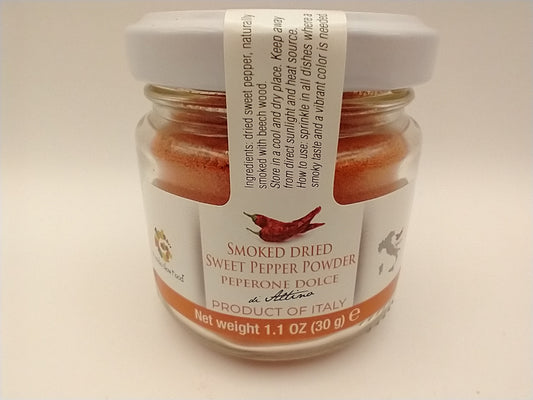 Ingredients: dried sweet pepper, naturally
smoked with beech wood.
Store in a cool and dry place. Keep away
from direct sunlight and heat source.
How to use: sprinkle in all dishes where a
smoky taste and a vibrant color is needed
SMOKED DRIED
SWEET PEPPER POWDER
PEPERONE DOLCE
di Altino
PRODUCT OF ITALY
Net weight 1.1 OZ (30 g) e